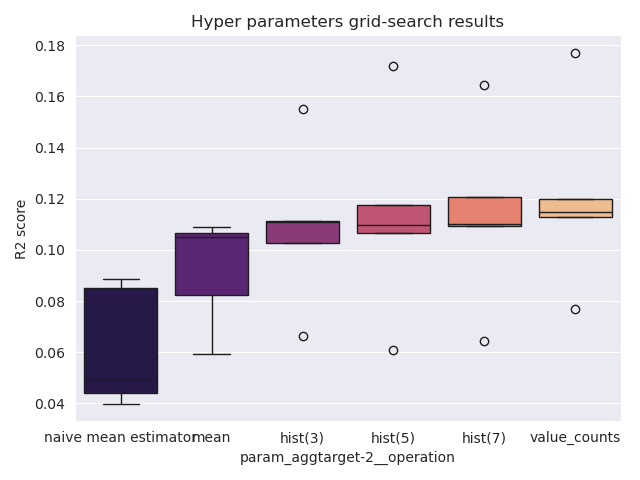 Hyper parameters grid-search results
R2 score
0.18
0.16
0.14
0.12
0.10
0.08
0.06
0.04
naive mean estimator
mean
hist(3)
hist(5)
hist(7)
value_counts
param_aggtarget-2__operation